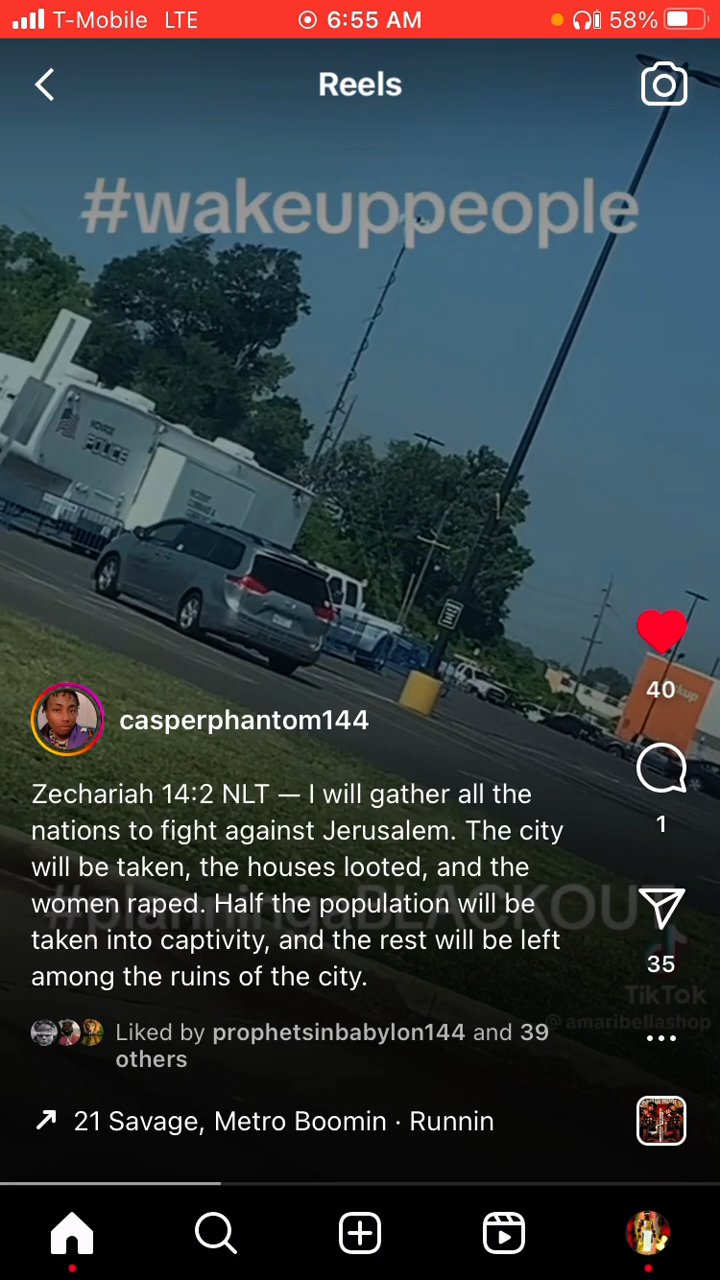 T-Mobile LTE 6:55 AM 58%
Reels
#wakeuppeople
POLICE
40
casperphantom144
1
Zechariah 14:2 NLT — I will gather all the
nations to fight against Jerusalem. The city
will be taken, the houses looted, and the
women raped. Half the population will be
taken into captivity, and the rest will be left
among the ruins of the city.
35
TikTok
@amaribellashop
Liked by prophetsinbabylon144 and 39
others
21 Savage, Metro Boomin · Runnin